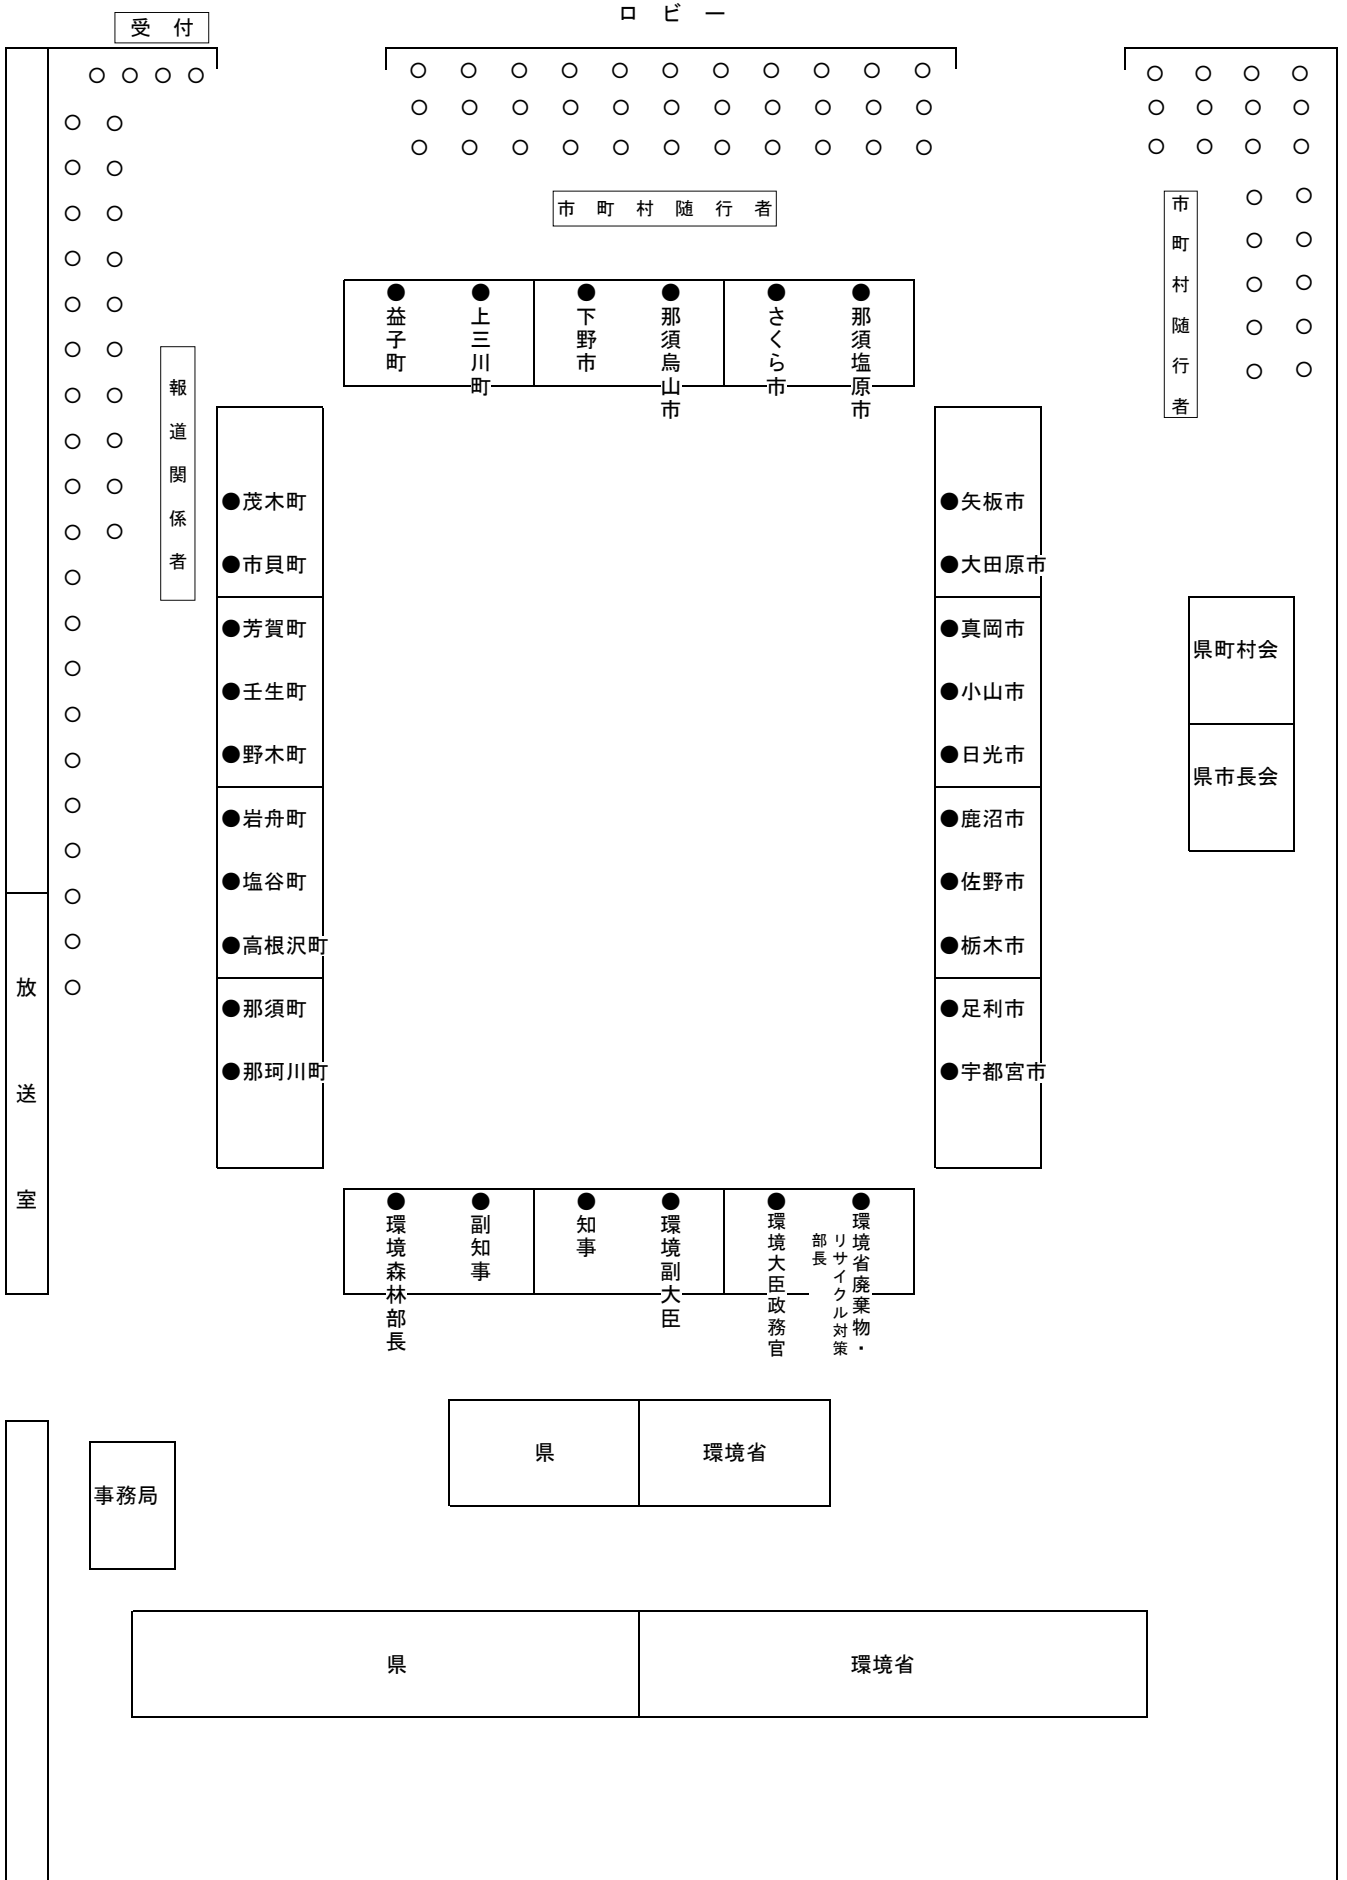 ロビー
受付
市町村随行者
市町村随行者
報道関係者
●益子町
●上三川町
●下野市
●那須烏山市
●さくら市
●那須塩原市
●茂木町
●市貝町
●芳賀町
●壬生町
●野木町
●岩舟町
●塩谷町
●高根沢町
●那須町
●那珂川町
●矢板市
●大田原市
●真岡市
●小山市
●日光市
●鹿沼市
●佐野市
●栃木市
●足利市
●宇都宮市
県町村会
県市長会
放送室
●環境森林部長
●副知事
●知事
●環境副大臣
●環境大臣政務官
●環境省廃棄物・
リサイクル対策
部長
県
環境省
事務局
県
環境省